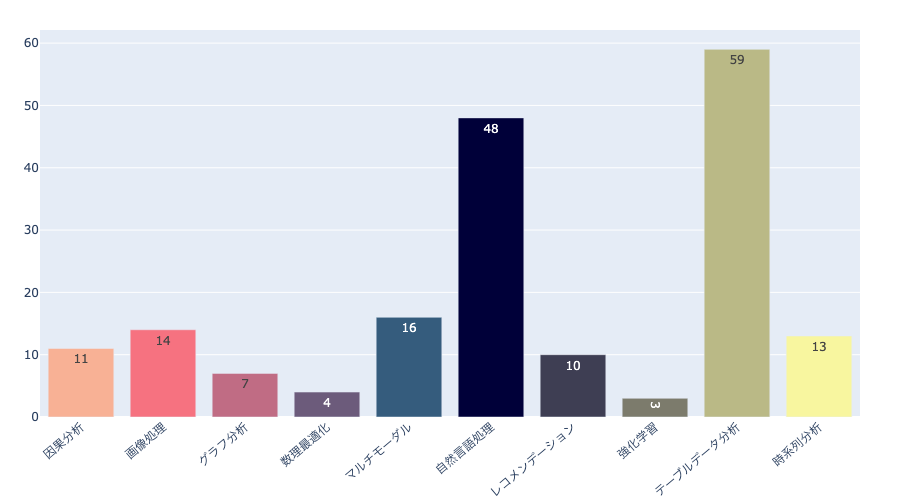 60
50
40
30
20
10
0
11
14
7
4
16
48
10
3
59
13
因果分析
画像処理
グラフ分析
数理最適化
マルチモーダル
自然言語処理
レコメンデーション
強化学習
テーブルデータ分析
時系列分析